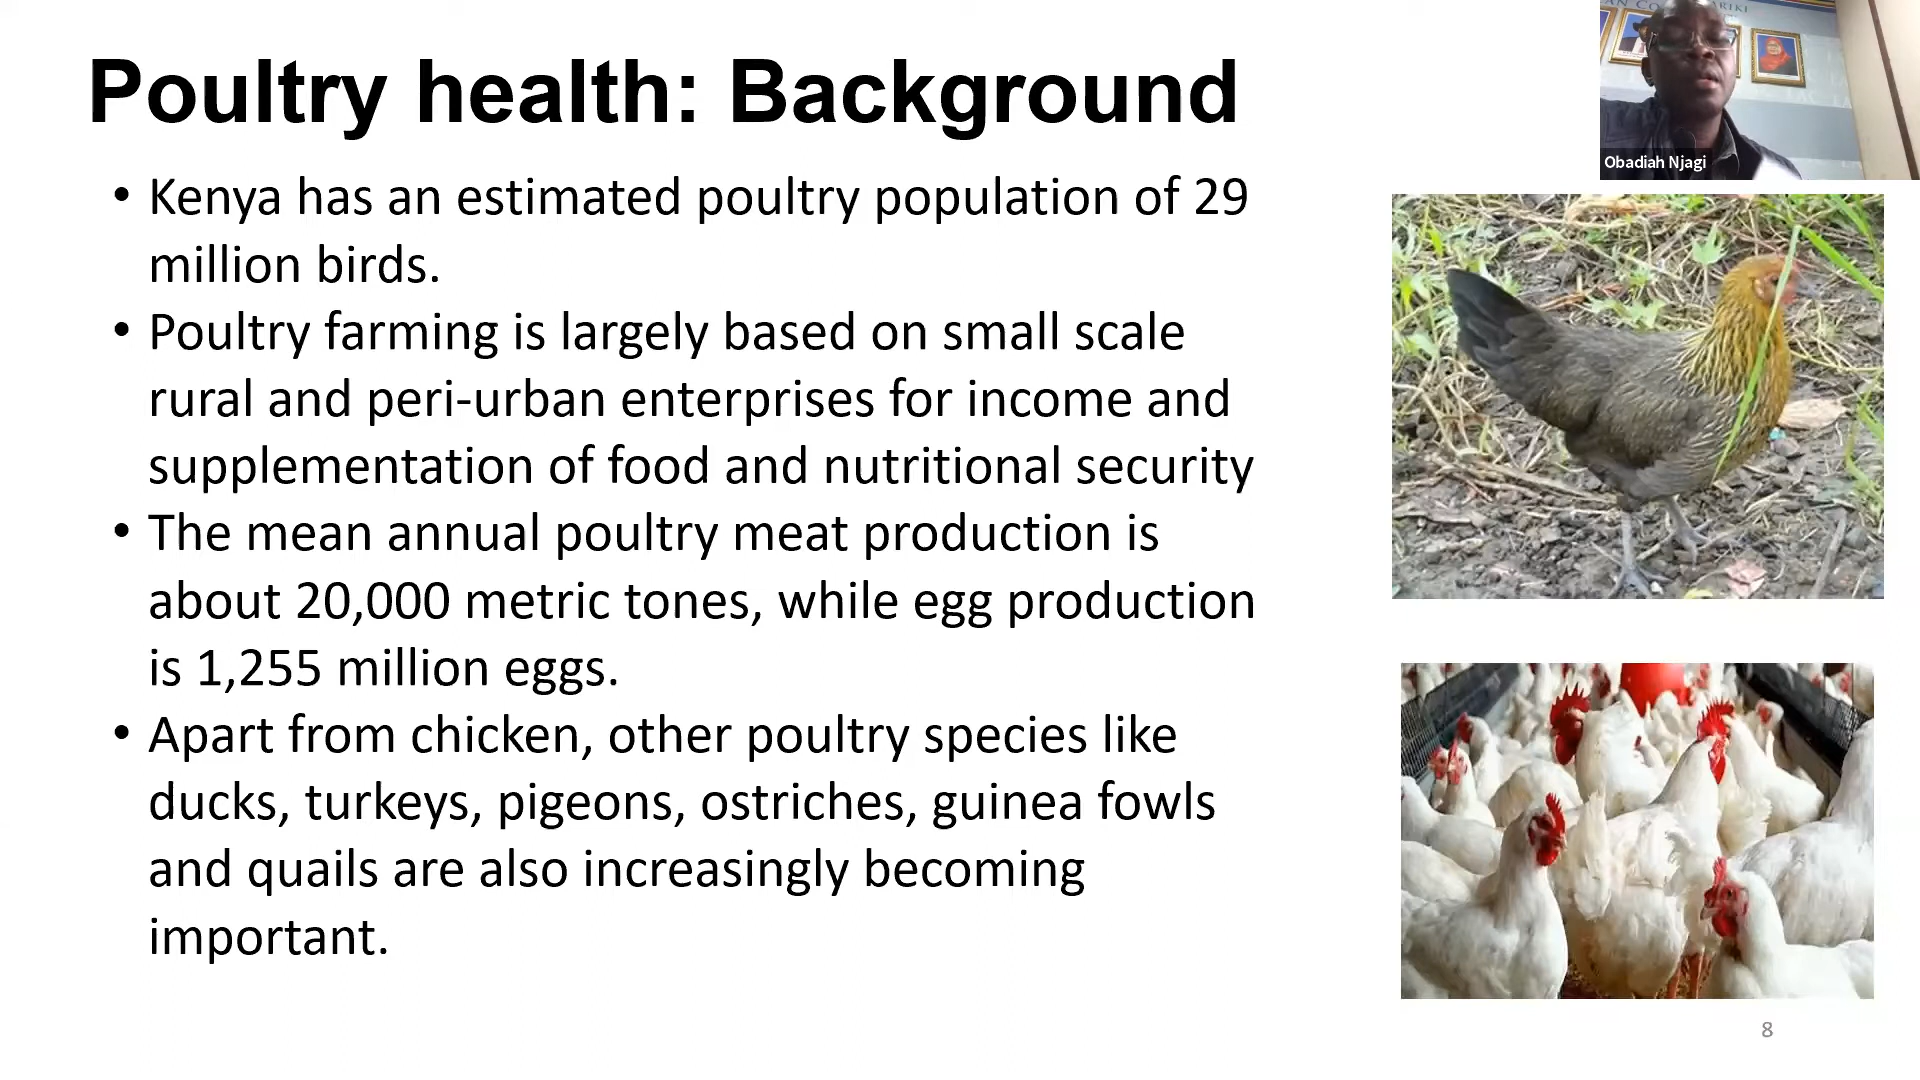 Poultry health: Background
• Kenya has an estimated poultry population of 29
million birds.
• Poultry farming is largely based on small scale
rural and peri-urban enterprises for income and
supplementation of food and nutritional security
• The mean annual poultry meat production is
about 20,000 metric tones, while egg production
is 1,255 million eggs.
• Apart from chicken, other poultry species like
ducks, turkeys, pigeons, ostriches, guinea fowls
and quails are also increasingly becoming
important.
Obadiah Njagi
8